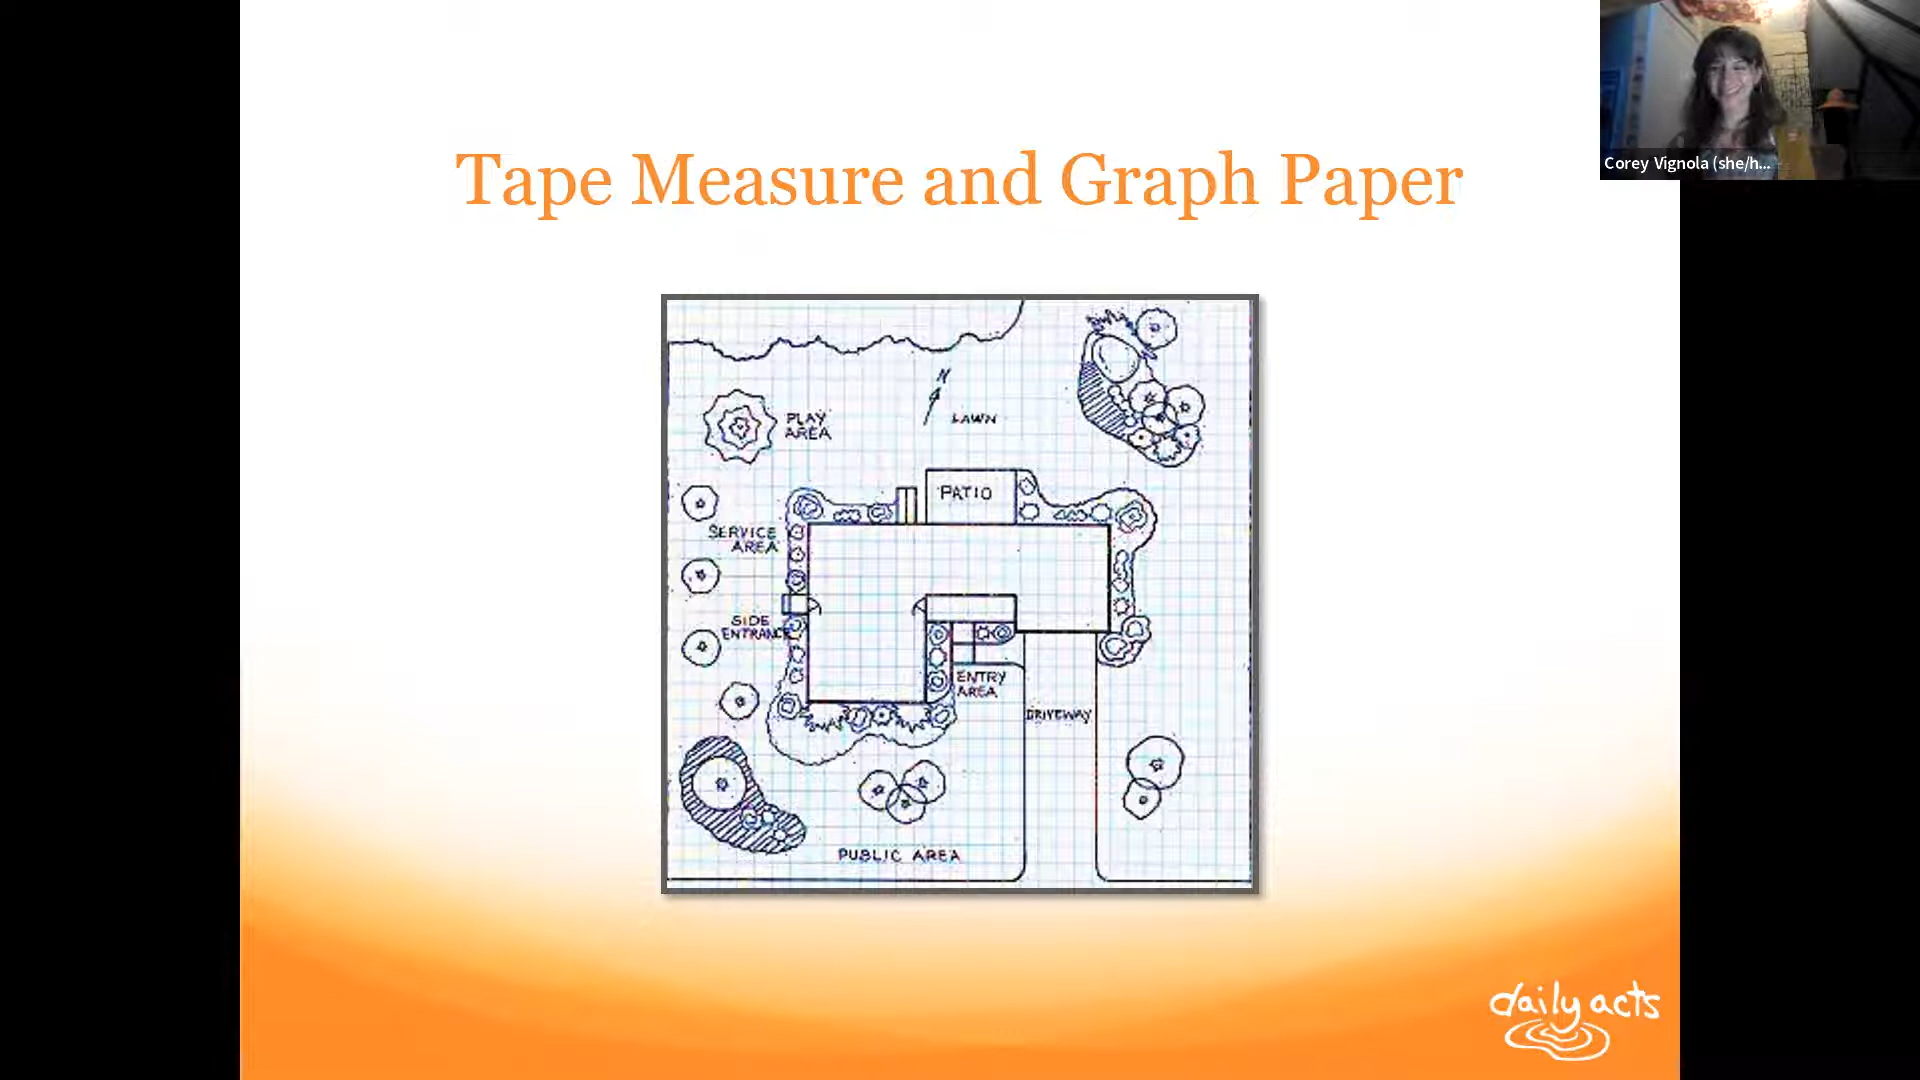 Corey Vignola (she/h...
Tape Measure and Graph Paper
N
LAWN
PLAY
AREA
PATIO
SERVICE
AREA
SIDE
ENTRANCE
ENTRY
AREA
DRIVEWAY
PUBLIC AREA
daily acts